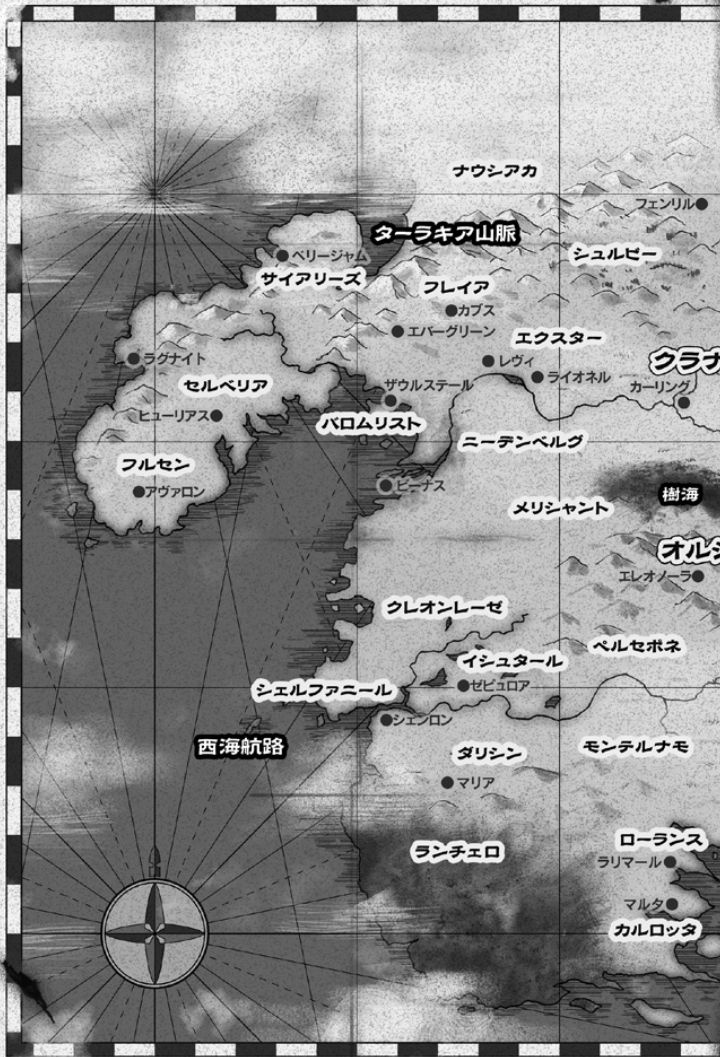 ナウシアカ
フェンリル
ターラキア山脈
ベリージャム
シュルピー
サイアリーズ
フレイア
カブス
エバーグリーン
エクスター
ラグナイト
レヴィ
クラナ
ライオネル
セルベリア
ザウルステール
カーリング
ヒューリアス
バロムリスト
ニーデンベルグ
フルセン
ビーナス
アヴァロン
樹海
メリシャント
オルシ
エレオノーラ
クレオンレーゼ
ペルセポネ
イシュタール
シェルファニール
ゼピュロア
シェンロン
西海航路
ダリシン
モンテルナモ
マリア
ローランス
ランチェロ
ラリマール
マルタ
カルロッタ